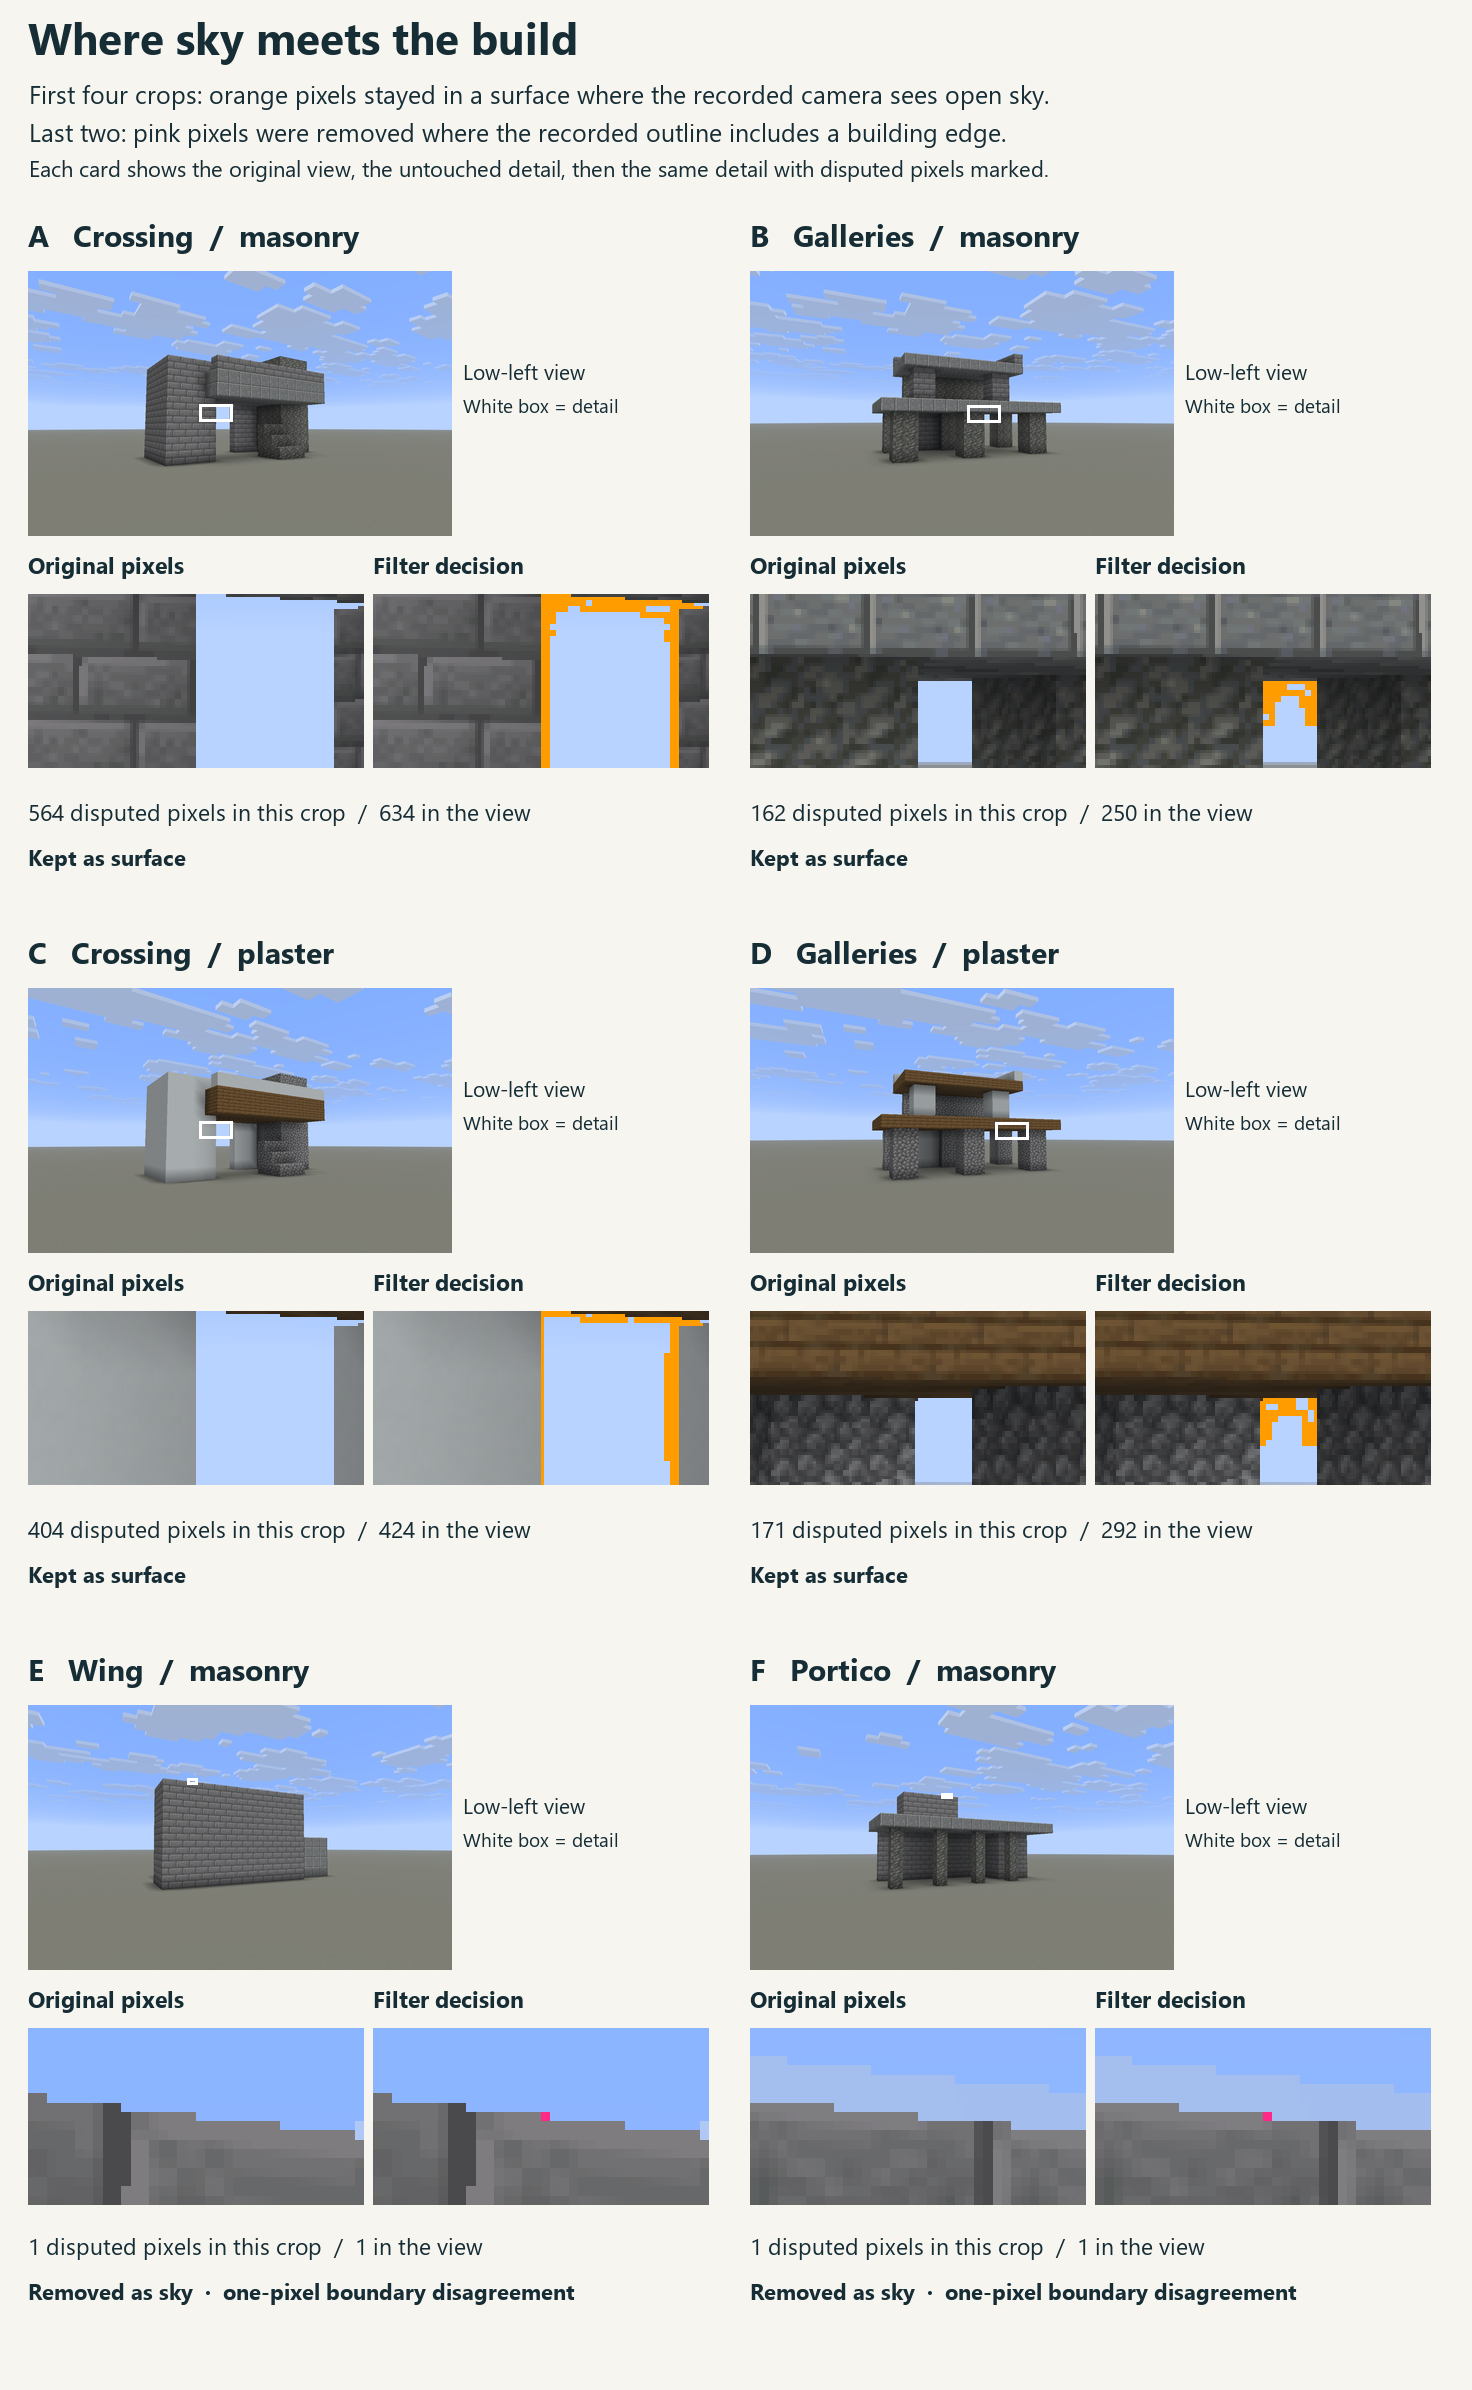 Where sky meets the build
First four crops: orange pixels stayed in a surface where the recorded camera sees open sky.
Last two: pink pixels were removed where the recorded outline includes a building edge.
Each card shows the original view, the untouched detail, then the same detail with disputed pixels marked.
A Crossing / masonry
Low-left view
White box = detail
Original pixels
Filter decision
564 disputed pixels in this crop / 634 in the view
Kept as surface
B Galleries / masonry
Low-left view
White box = detail
Original pixels
Filter decision
162 disputed pixels in this crop / 250 in the view
Kept as surface
C Crossing / plaster
Low-left view
White box = detail
Original pixels
Filter decision
404 disputed pixels in this crop / 424 in the view
Kept as surface
D Galleries / plaster
Low-left view
White box = detail
Original pixels
Filter decision
171 disputed pixels in this crop / 292 in the view
Kept as surface
E Wing / masonry
Low-left view
White box = detail
Original pixels
Filter decision
1 disputed pixels in this crop / 1 in the view
Removed as sky · one-pixel boundary disagreement
F Portico / masonry
Low-left view
White box = detail
Original pixels
Filter decision
1 disputed pixels in this crop / 1 in the view
Removed as sky · one-pixel boundary disagreement